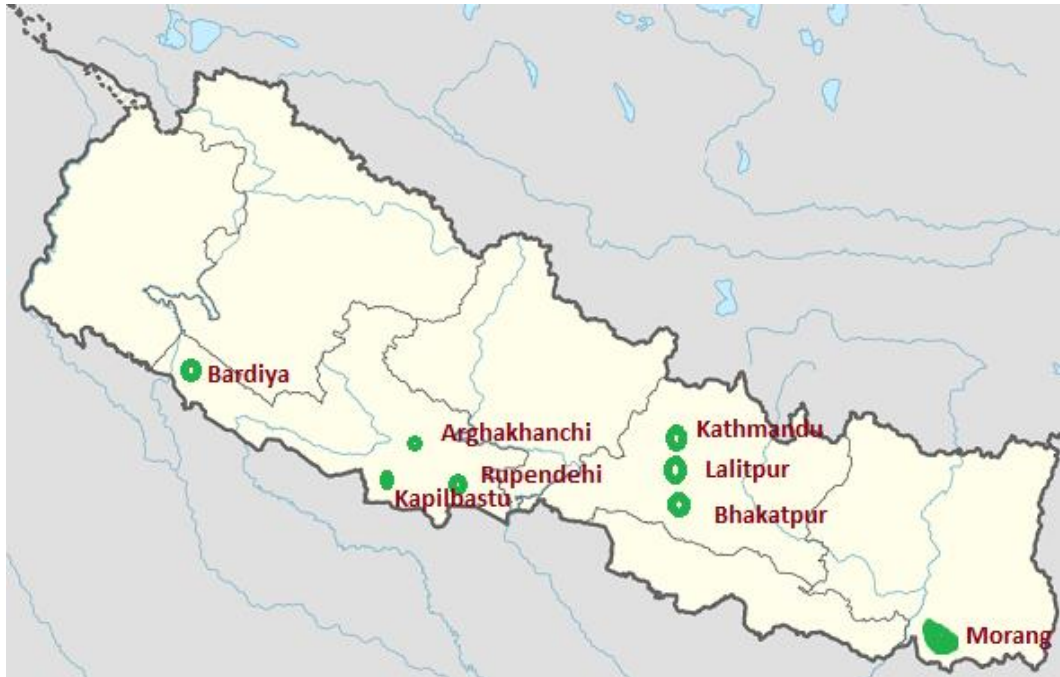 Bardiya
Arghakhanchi
Rupendehi
Kapilbastu
Kathmandu
Lalitpur
Bhakatpur
Morang